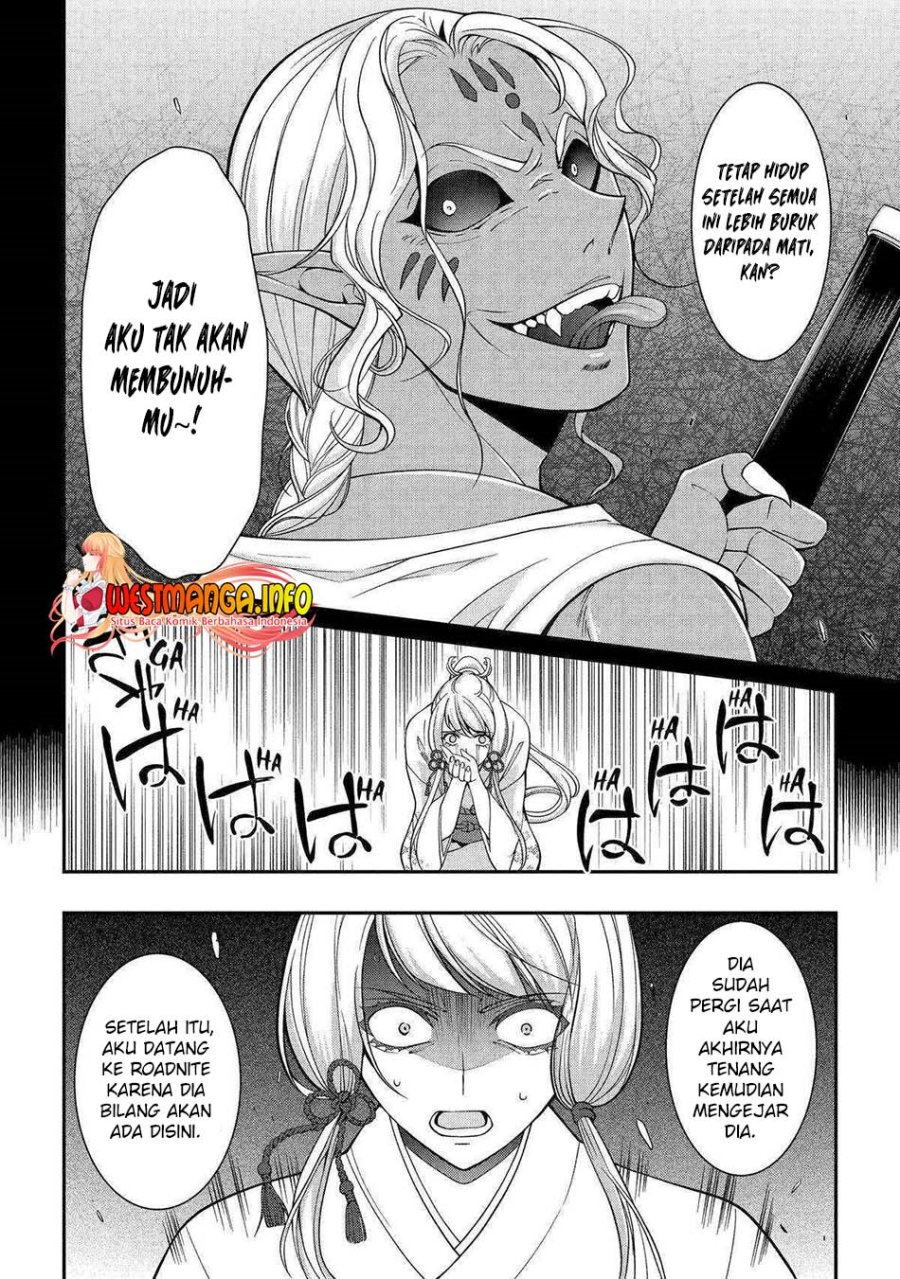 TETAP HIDUP
SETELAH SEMUA
INI LEBIH BURUK
DARIPADA MATI,
KAN?
JADI
AKU TAK AKAN
MEMBUNUH-
MU~!
WESTMANGA.INFO
Situs Baca Komik Berbahasa Indonesia
HA
は
HA
は
HA
は
HA
は
HA
ば
HA
は
HA
は
GA
DIA
SUDAH
PERGI SAAT
AKU
AKHIRNYA
TENANG
KEMUDIAN
MENGEJAR
DIA.
SETELAH ITU,
AKU DATANG
KE ROADNITE
KARENA DIA
BILANG AKAN
ADA DISINI.